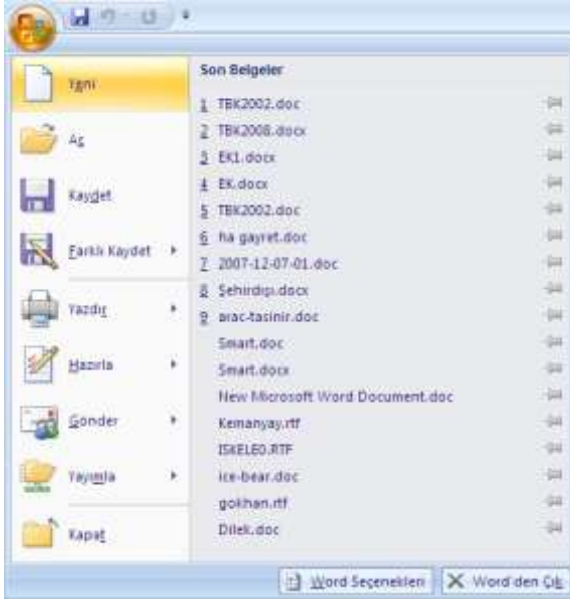 Yeni
Aç
Kaydet
Farklı Kaydet
Yazdır
Hazırla
Gönder
Yayımla
Kapat
Son Belgeler
1 TBK2002.doc
2 TBK2008.docx
3 EK1.docx
4 EK.docx
5 TBK2002.doc
6 ha gayret.doc
7 2007-12-07-01.doc
8 Şehirdışı.docx
9 arac-tasinir.doc
Smart.doc
Smart.docx
New Microsoft Word Document.doc
Kemanyay.rtf
ISKELE0.RTF
ice-bear.doc
gokhan.rtf
Dilek.doc
Word Seçenekleri
Word'den Çık